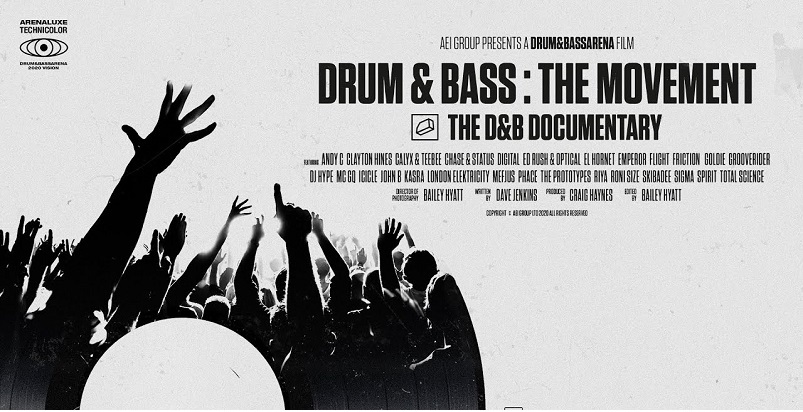 ARENALUXE
TECHNICOLOR
DRUM&BASSARENA
2020 VISION
AEI GROUP PRESENTS A DRUM&BASSARENA FILM
DRUM & BASS : THE MOVEMENT
THE D&B DOCUMENTARY
FEATURING ANDY C CLAYTON HINES CALYX & TEEBEE CHASE & STATUS DIGITAL ED RUSH & OPTICAL EL HORNET EMPEROR FLIGHT FRICTION GOLDIE GROOVERIDER
DJ HYPE MC GQ ICICLE JOHN B KASRA LONDON ELEKTRICITY MEFJUS PHACE THE PROTOTYPES RIYA RONI SIZE SKIBADEE SIGMA SPIRIT TOTAL SCIENCE
DIRECTOR OF PHOTOGRAPHY BAILEY HYATT WRITTEN BY DAVE JENKINS PRODUCED BY CRAIG HAYNES EDITED BY BAILEY HYATT
COPYRIGHT © AEI GROUP LTD 2020 ALL RIGHTS RESERVED